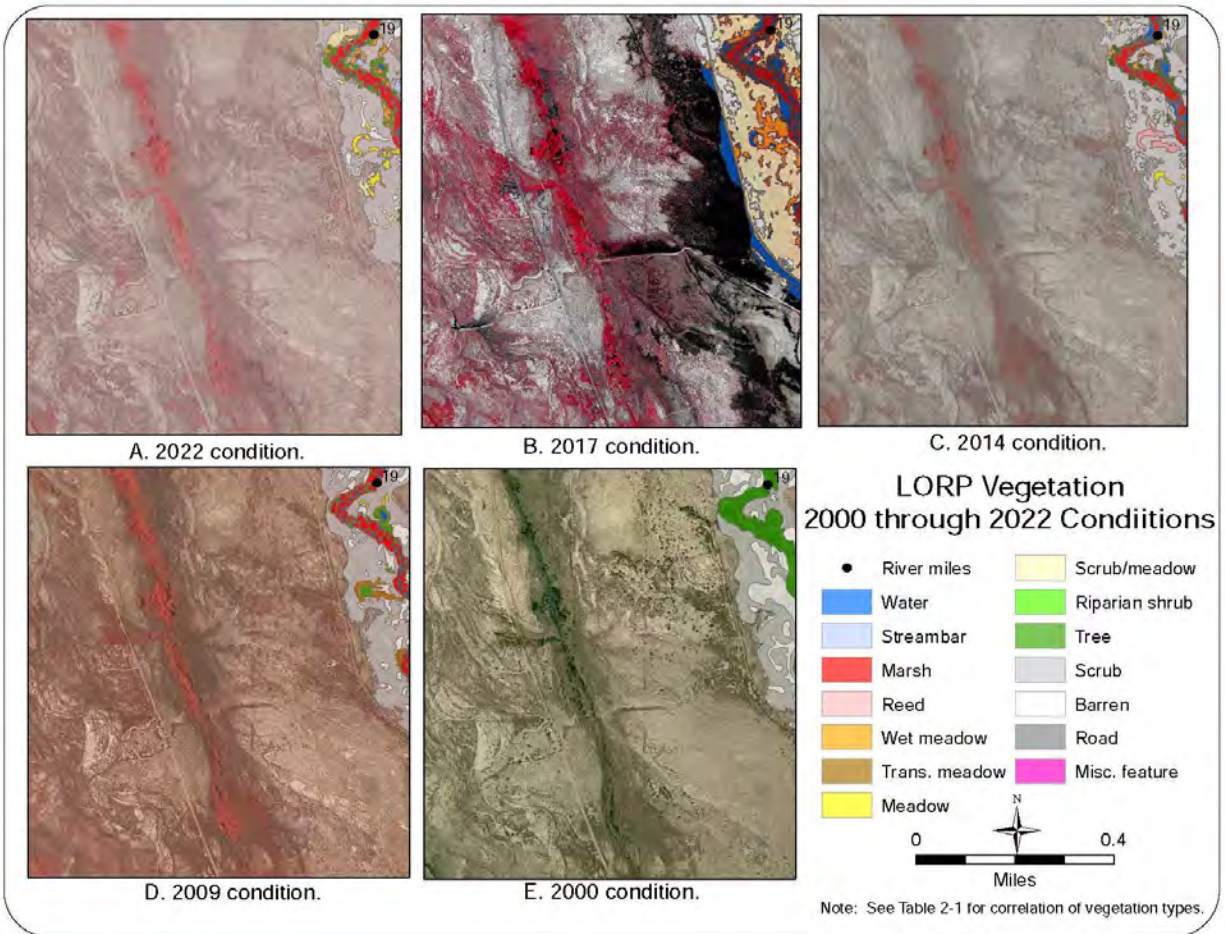 19
19
19
A. 2022 condition.
B. 2017 condition.
C. 2014 condition.
19
19
D. 2009 condition.
E. 2000 condition.
LORP Vegetation
2000 through 2022 Condiitions
River miles
Water
Streambar
Marsh
Reed
Wet meadow
Trans. meadow
Meadow
Scrub/meadow
Riparian shrub
Tree
Scrub
Barren
Road
Misc. feature
N
0 0.4
Miles
Note: See Table 2-1 for correlation of vegetation types.